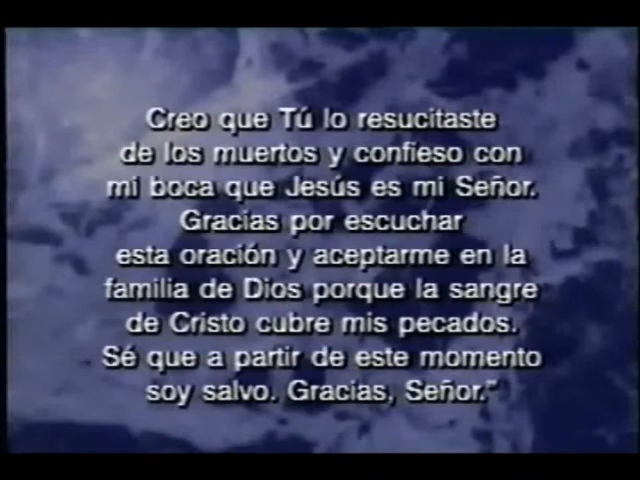 Creo que Tú lo resucitaste
de los muertos y confieso con
mi boca que Jesús es mi Señor.
Gracias por escuchar
esta oración y aceptarme en la
familia de Dios porque la sangre
de Cristo cubre mis pecados.
Sé que a partir de este momento
soy salvo. Gracias, Señor."